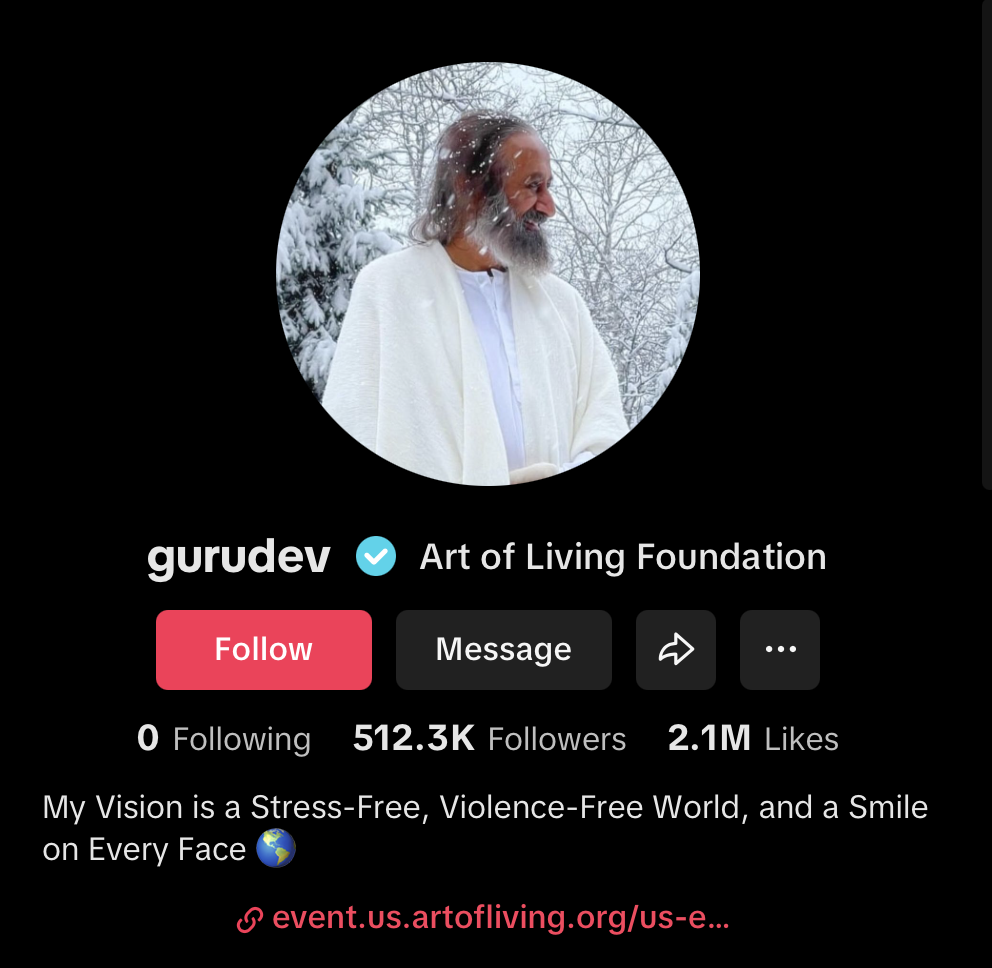 gurudev Art of Living Foundation
Follow Message
0 Following 512.3K Followers 2.1M Likes
My Vision is a Stress-Free, Violence-Free World, and a Smile
on Every Face 🌎
event.us.artofliving.org/us-e...